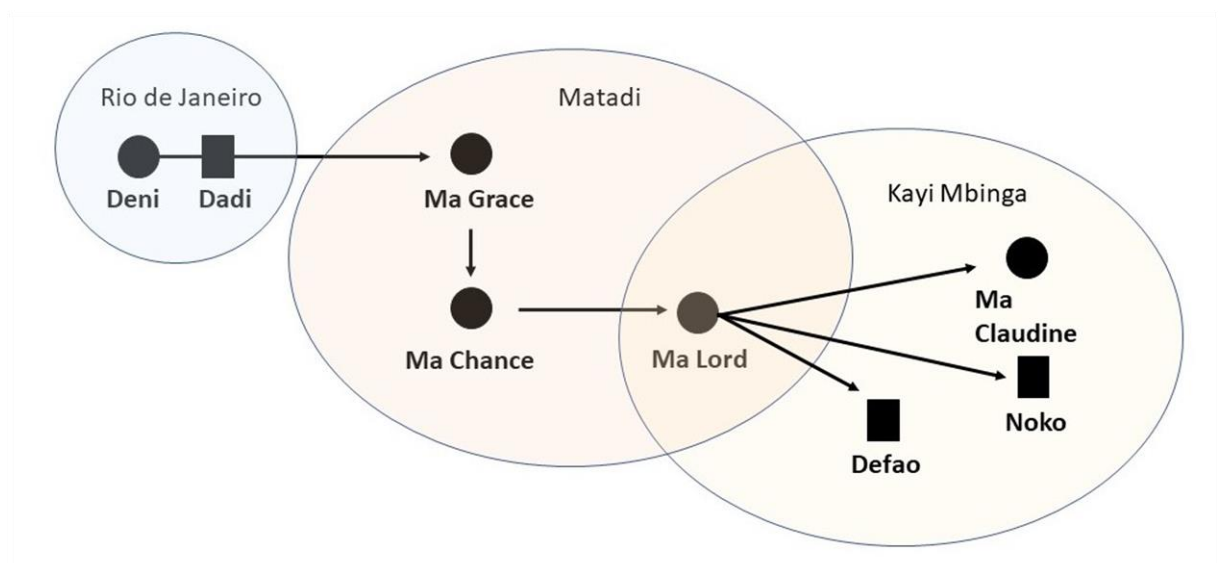 Rio de Janeiro
Deni
Dadi
Matadi
Ma Grace
Ma Chance
Ma Lord
Kayi Mbinga
Ma
Claudine
Noko
Defao